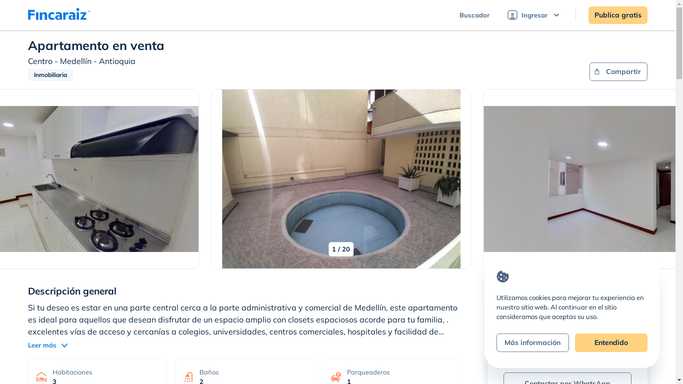 Fincaraiz
Buscador
Ingresar
Publica gratis
Apartamento en venta
Centro - Medellín - Antioquia
Inmobiliaria
Compartir
1 / 20
Descripción general
Si tu deseo es estar en una parte central cerca a la parte administrativa y comercial de Medellín, este apartamento
es ideal para aquellos que desean disfrutar de un espacio amplio con closets espaciosos acorde para tu familia, .
excelentes vías de acceso y cercanías a colegios, universidades, centros comerciales, hospitales y facilidad de...
Leer más
Habitaciones
3
Baños
2
Parqueaderos
1
Utilizamos cookies para mejorar tu experiencia en
nuestro sitio web. Al continuar en el sitio
consideramos que aceptas su uso.
Más información
Entendido
Contactar por WhatsApp